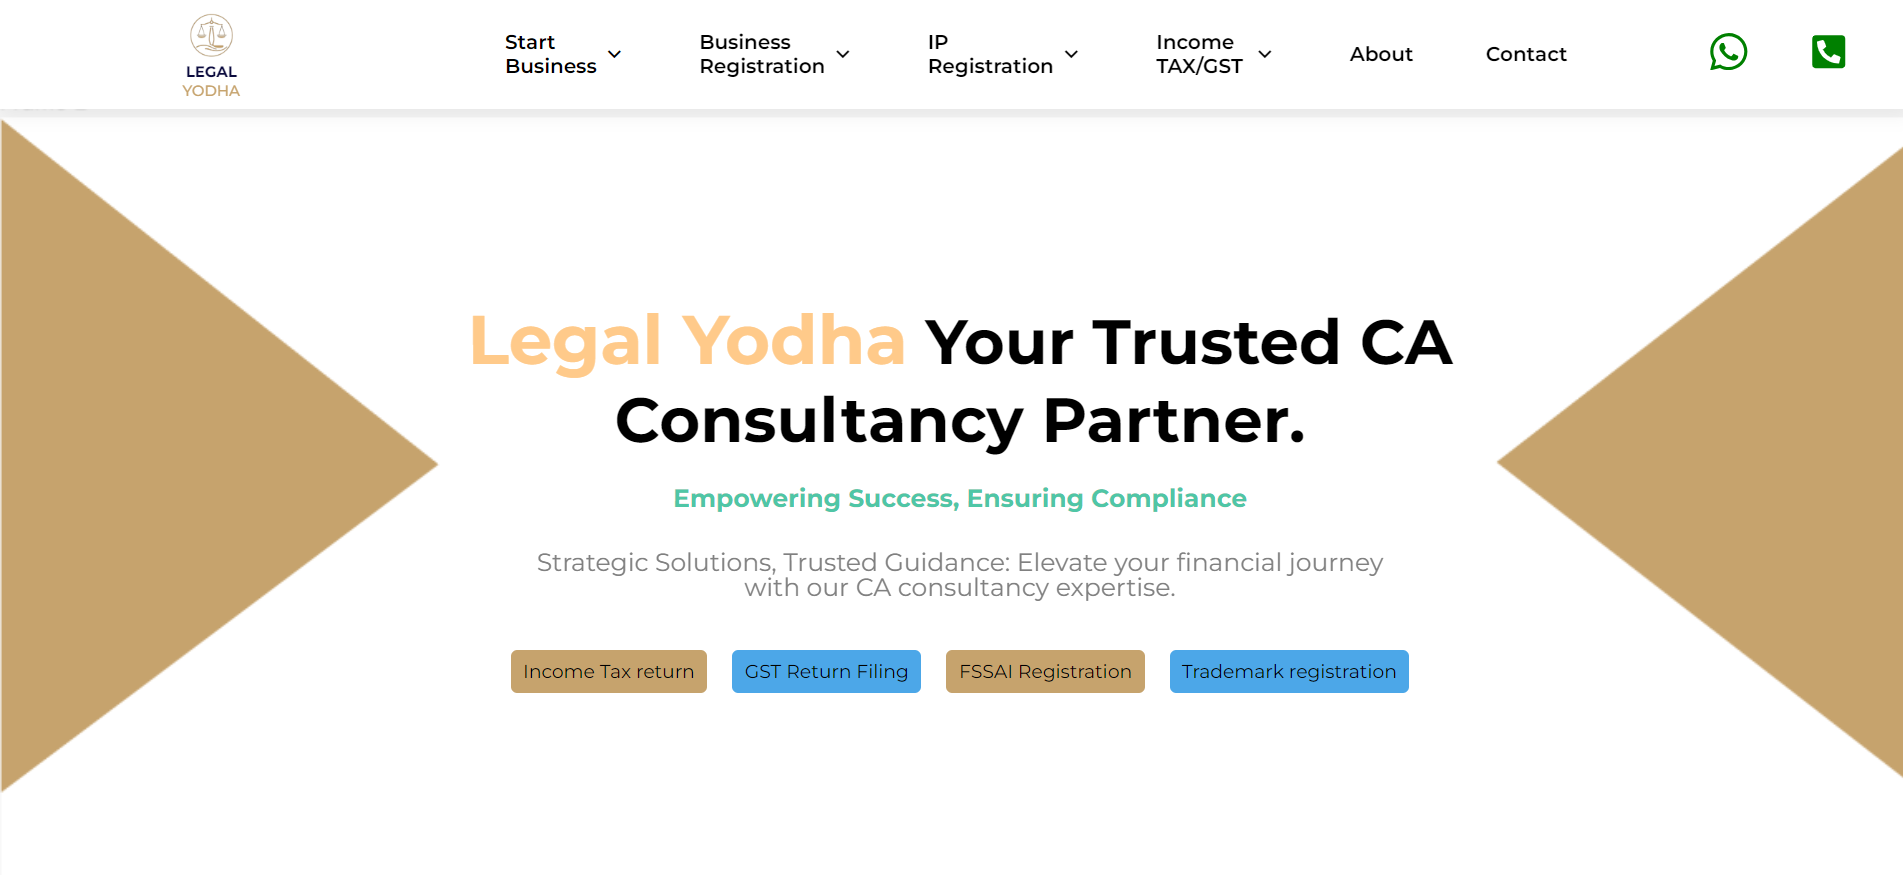 LEGAL
YODHA
Start
Business
Business
Registration
IP
Registration
Income
TAX/GST
About
Contact
Legal Yodha Your Trusted CA
Consultancy Partner.
Empowering Success, Ensuring Compliance
Strategic Solutions, Trusted Guidance: Elevate your financial journey
with our CA consultancy expertise.
Income Tax return
GST Return Filing
FSSAI Registration
Trademark registration